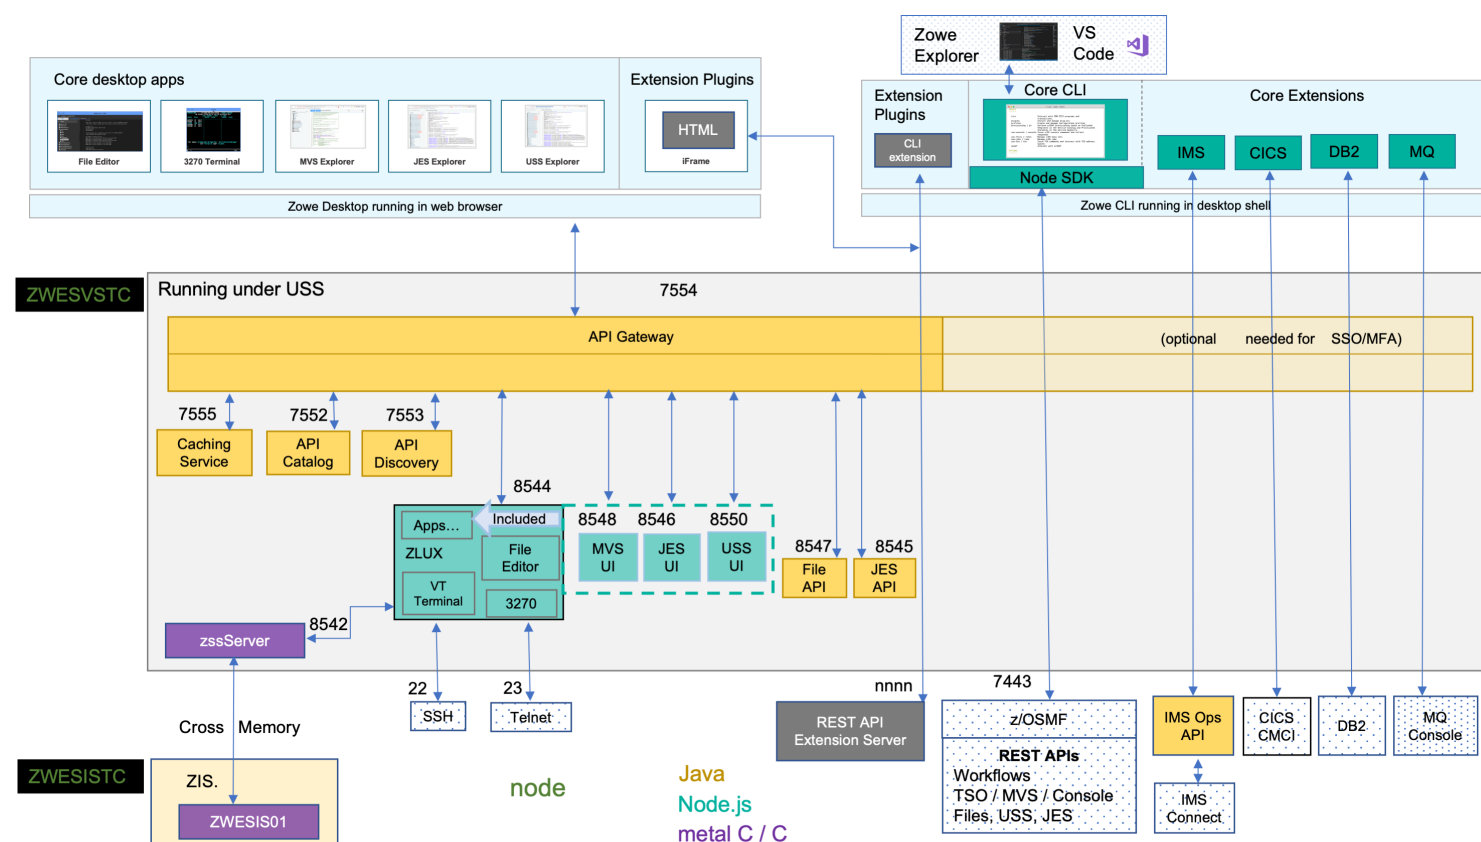 Zowe
Explorer
VS
Code
Core desktop apps
File Editor
3270 Terminal
MVS Explorer
JES Explorer
USS Explorer
Extension Plugins
HTML
iFrame
Zowe Desktop running in web browser
Extension
Plugins
CLI
extension
Core CLI
Node SDK
Core Extensions
IMS
CICS
DB2
MQ
Zowe CLI running in desktop shell
ZWESVSTC
Running under USS
7554
API Gateway
(optional needed for SSO/MFA)
7555
Caching
Service
7552
API
Catalog
7553
API
Discovery
8544
Apps...
Included
ZLUX
File
Editor
VT
Terminal
3270
8548
MVS
UI
8546
JES
UI
8550
USS
UI
8547
File
API
8545
JES
API
8542
zssServer
22
SSH
23
Telnet
nnnn
REST API
Extension Server
7443
z/OSMF
REST APIs
Workflows
TSO / MVS / Console
Files, USS, JES
IMS Ops
API
IMS
Connect
CICS
CMCI
DB2
MQ
Console
Cross Memory
ZWESISTC
ZIS.
ZWESIS01
node
Java
Node.js
metal C / C